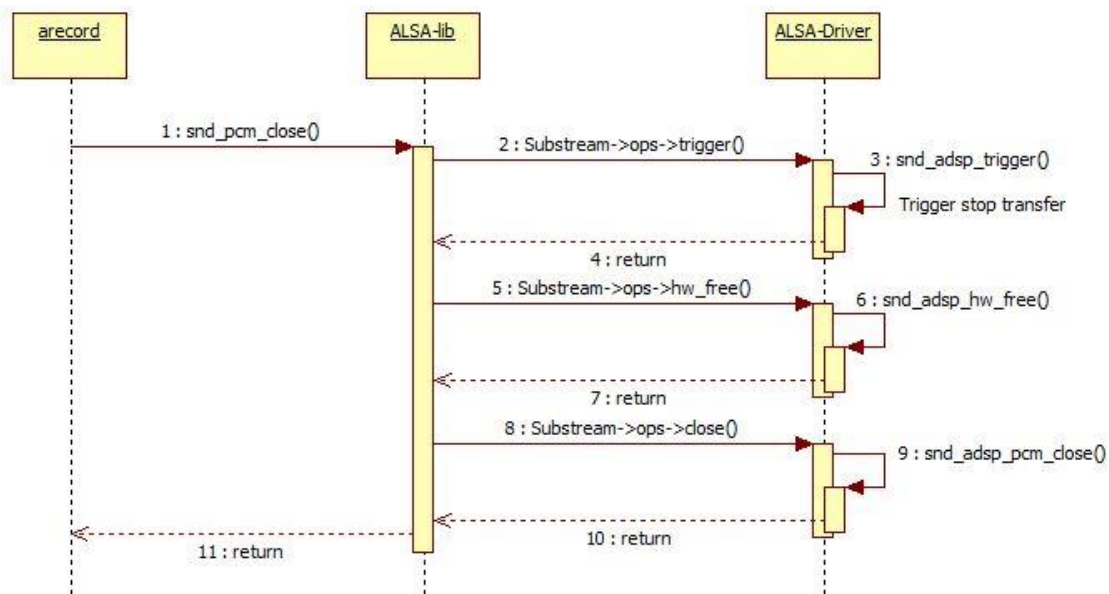 arecord
ALSA-lib
ALSA-Driver
1 : snd_pcm_close()
2 : Substream->ops->trigger()
3 : snd_adsp_trigger()
Trigger stop transfer
4 : return
5 : Substream->ops->hw_free()
6 : snd_adsp_hw_free()
7 : return
8 : Substream->ops->close()
9 : snd_adsp_pcm_close()
10 : return
11 : return